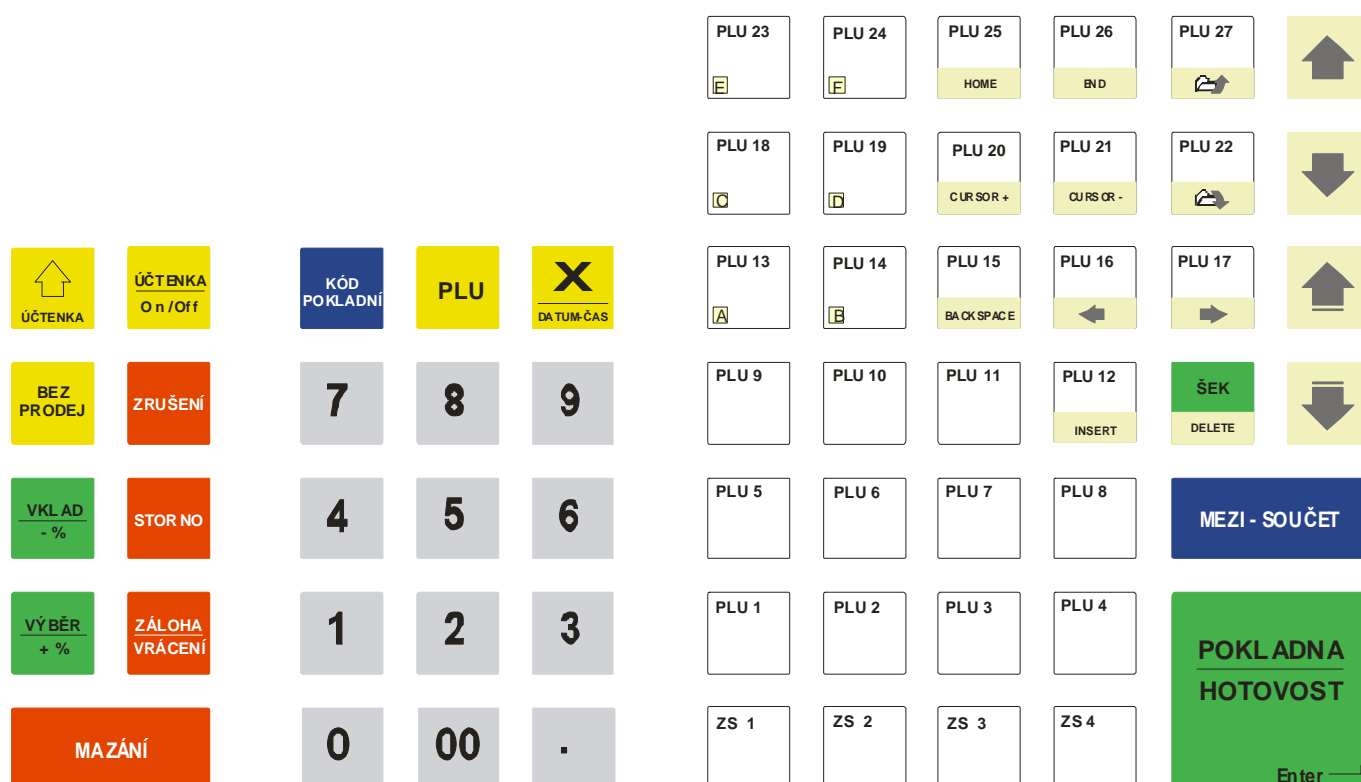 PLU 23
PLU 24
PLU 25
PLU 26
PLU 27
E
F
HOME
END
PLU 18
PLU 19
PLU 20
PLU 21
PLU 22
C
D
CURSOR +
CURSOR -
ÚČTENKA
ÚČTENKA
On/Off
KÓD
POKLADNÍ
PLU
X
DATUM-ČAS
PLU 13
PLU 14
PLU 15
PLU 16
PLU 17
A
B
BACKSPACE
BEZ
PRODEJ
ZRUŠENÍ
7
8
9
PLU 9
PLU 10
PLU 11
PLU 12
INSERT
ŠEK
DELETE
VKLAD
- %
STORNO
4
5
6
PLU 5
PLU 6
PLU 7
PLU 8
MEZI - SOUČET
VÝBĚR
+ %
ZÁLOHA
VRÁCENÍ
1
2
3
PLU 1
PLU 2
PLU 3
PLU 4
POKLADNA
HOTOVOST
Enter
MAZÁNÍ
0
00
.
ZS 1
ZS 2
ZS 3
ZS 4